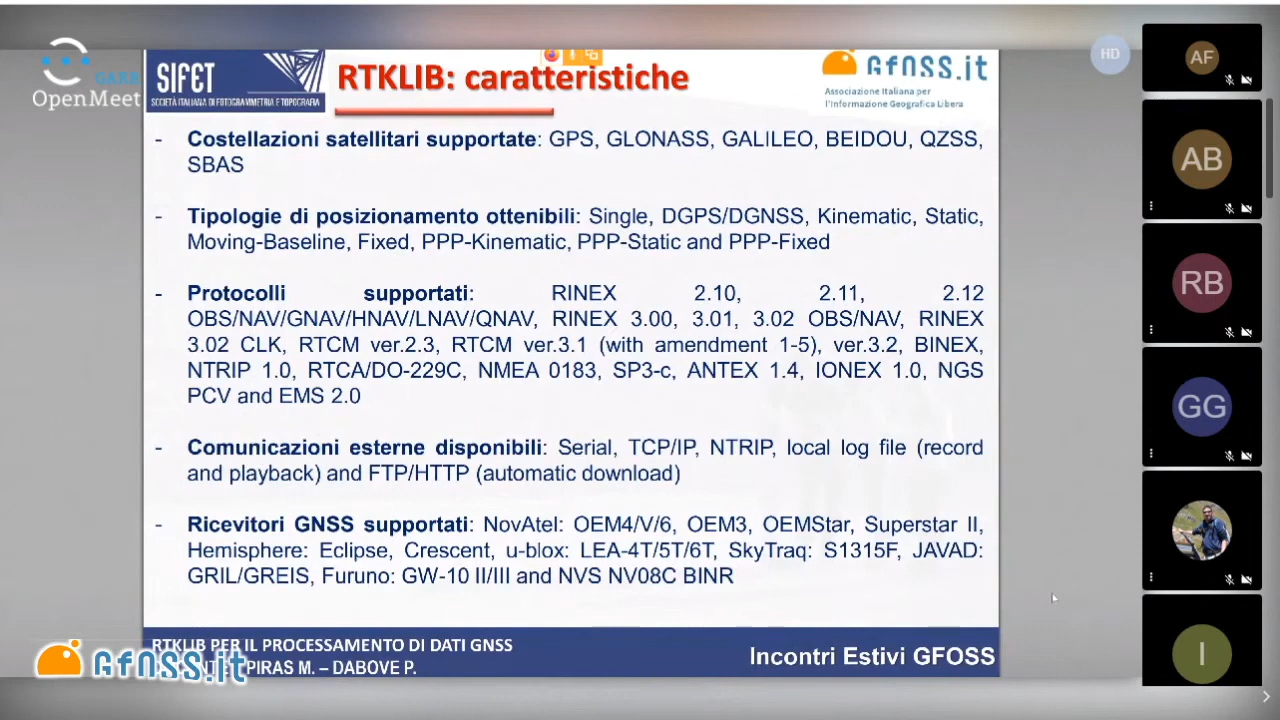 GARR
OpenMeet
SIFET
SOCIETÀ ITALIANA DI FOTOGRAMMETRIA E TOPOGRAFIA
RTKLIB: caratteristiche
GfOSS.it
Associazione Italiana per
l'Informazione Geografica Libera
HD
AF
- Costellazioni satellitari supportate: GPS, GLONASS, GALILEO, BEIDOU, QZSS,
SBAS
AB
- Tipologie di posizionamento ottenibili: Single, DGPS/DGNSS, Kinematic, Static,
Moving-Baseline, Fixed, PPP-Kinematic, PPP-Static and PPP-Fixed
RB
- Protocolli supportati: RINEX 2.10, 2.11, 2.12
OBS/NAV/GNAV/HNAV/LNAV/QNAV, RINEX 3.00, 3.01, 3.02 OBS/NAV, RINEX
3.02 CLK, RTCM ver.2.3, RTCM ver.3.1 (with amendment 1-5), ver.3.2, BINEX,
NTRIP 1.0, RTCA/DO-229C, NMEA 0183, SP3-c, ANTEX 1.4, IONEX 1.0, NGS
PCV and EMS 2.0
GG
- Comunicazioni esterne disponibili: Serial, TCP/IP, NTRIP, local log file (record
and playback) and FTP/HTTP (automatic download)
- Ricevitori GNSS supportati: NovAtel: OEM4/V/6, OEM3, OEMStar, Superstar II,
Hemisphere: Eclipse, Crescent, u-blox: LEA-4T/5T/6T, SkyTraq: S1315F, JAVAD:
GRIL/GREIS, Furuno: GW-10 II/III and NVS NV08C BINR
I
RTKLIB PER IL PROCESSAMENTO DI DATI GNSS
PIRAS M. – DABOVE P.
Incontri Estivi GFOSS
GfOSS.it